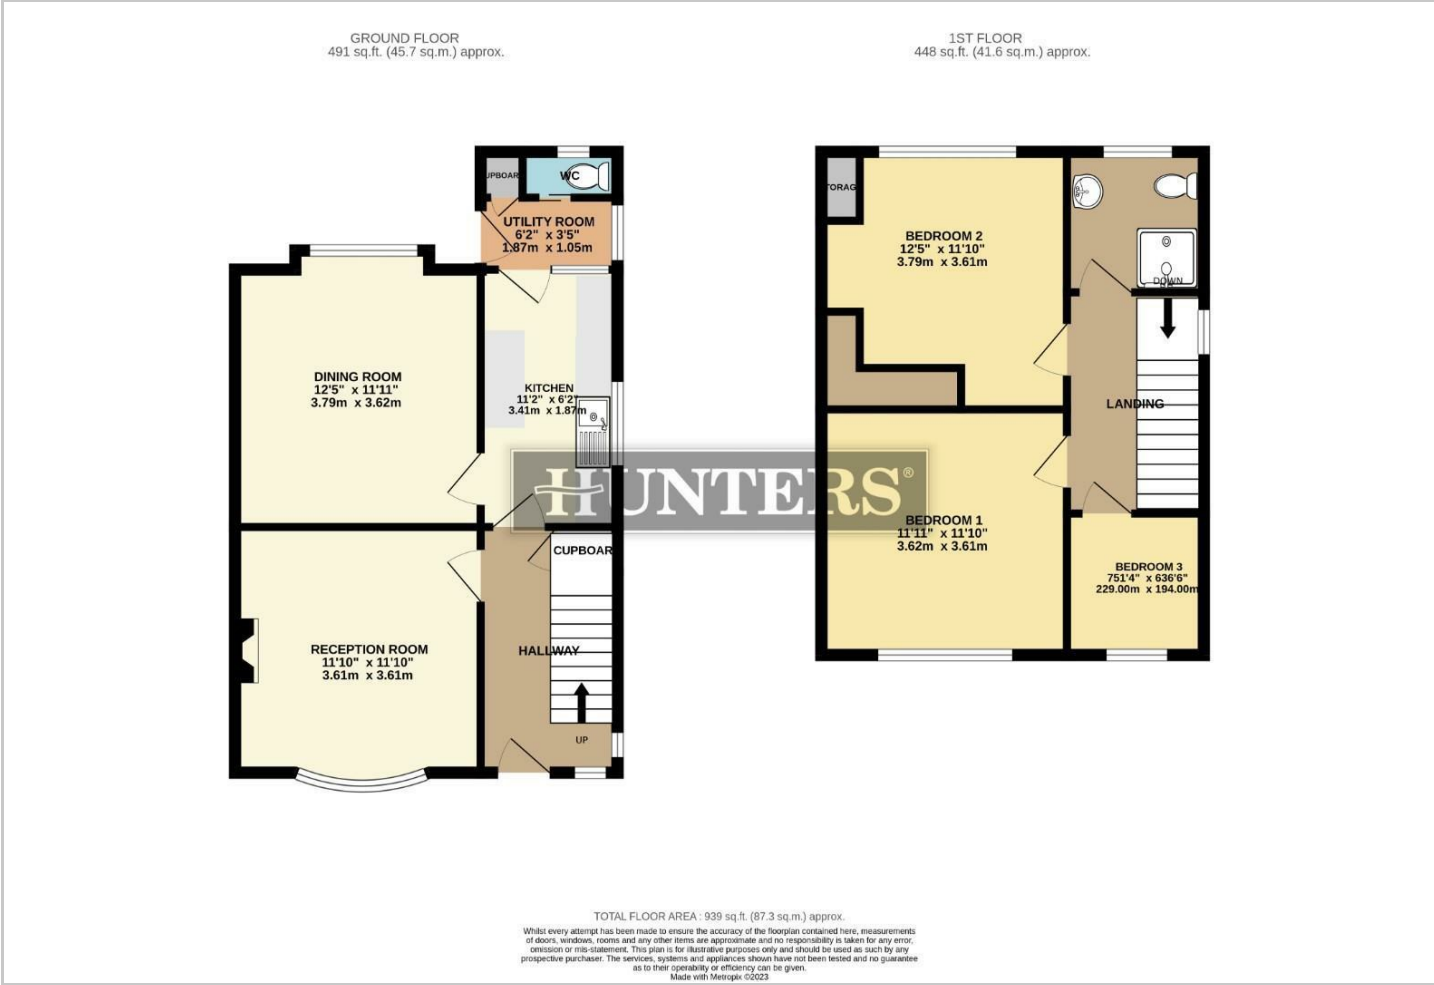 GROUND FLOOR
491 sq.ft. (45.7 sq.m.) approx.
1ST FLOOR
448 sq.ft. (41.6 sq.m.) approx.
UPBOAR
WC
UTILITY ROOM
6'2" x 3'5"
1.87m x 1.05m
DINING ROOM
12'5" x 11'11"
3.79m x 3.62m
KITCHEN
11'2" x 6'2"
3.41m x 1.87m
CUPBOAR
RECEPTION ROOM
11'10" x 11'10"
3.61m x 3.61m
HALLWAY
UP
HUNTERS®
TORAG
BEDROOM 2
12'5" x 11'10"
3.79m x 3.61m
DOWN
LANDING
BEDROOM 1
11'11" x 11'10"
3.62m x 3.61m
BEDROOM 3
751'4" x 636'6"
229.00m x 194.00m
TOTAL FLOOR AREA : 939 sq.ft. (87.3 sq.m.) approx.
Whilst every attempt has been made to ensure the accuracy of the floorplan contained here, measurements
of doors, windows, rooms and any other items are approximate and no responsibility is taken for any error,
omission or mis-statement. This plan is for illustrative purposes only and should be used as such by any
prospective purchaser. The services, systems and appliances shown have not been tested and no guarantee
as to their operability or efficiency can be given.
Made with Metropix ©2023